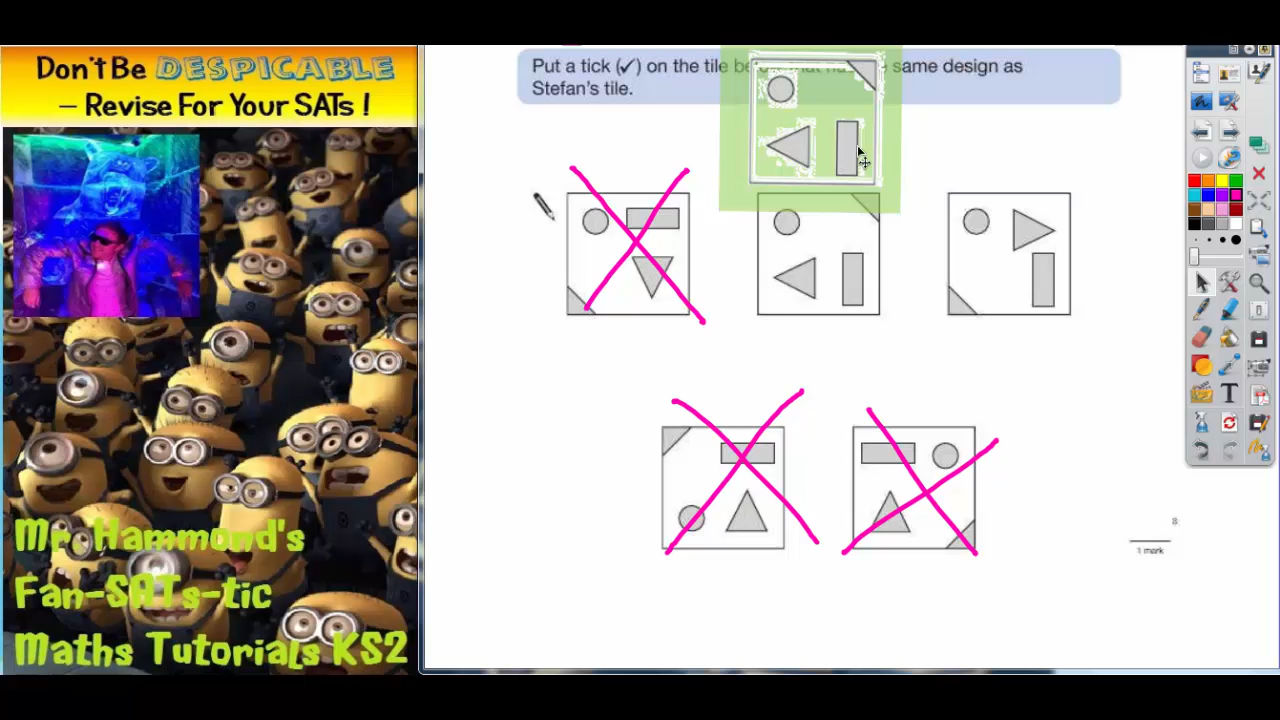 Don't Be DESPICABLE
– Revise For Your SATs !
Put a tick (✓) on the tile be same design as
Stefan's tile.
Mr. Hammond's
Fan-SATs-tic
Maths Tutorials KS2
1 mark